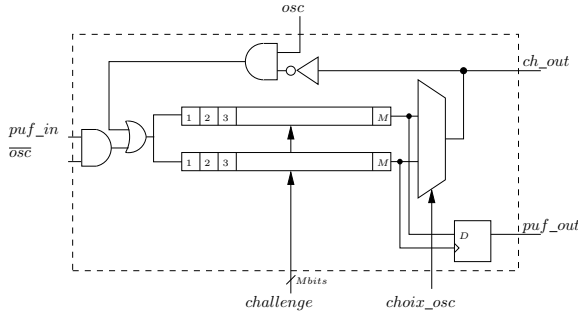 osc
ch_out
1 2 3 M
puf_in
osc
1 2 3 M
D
puf_out
Mbits
challenge
choix_osc